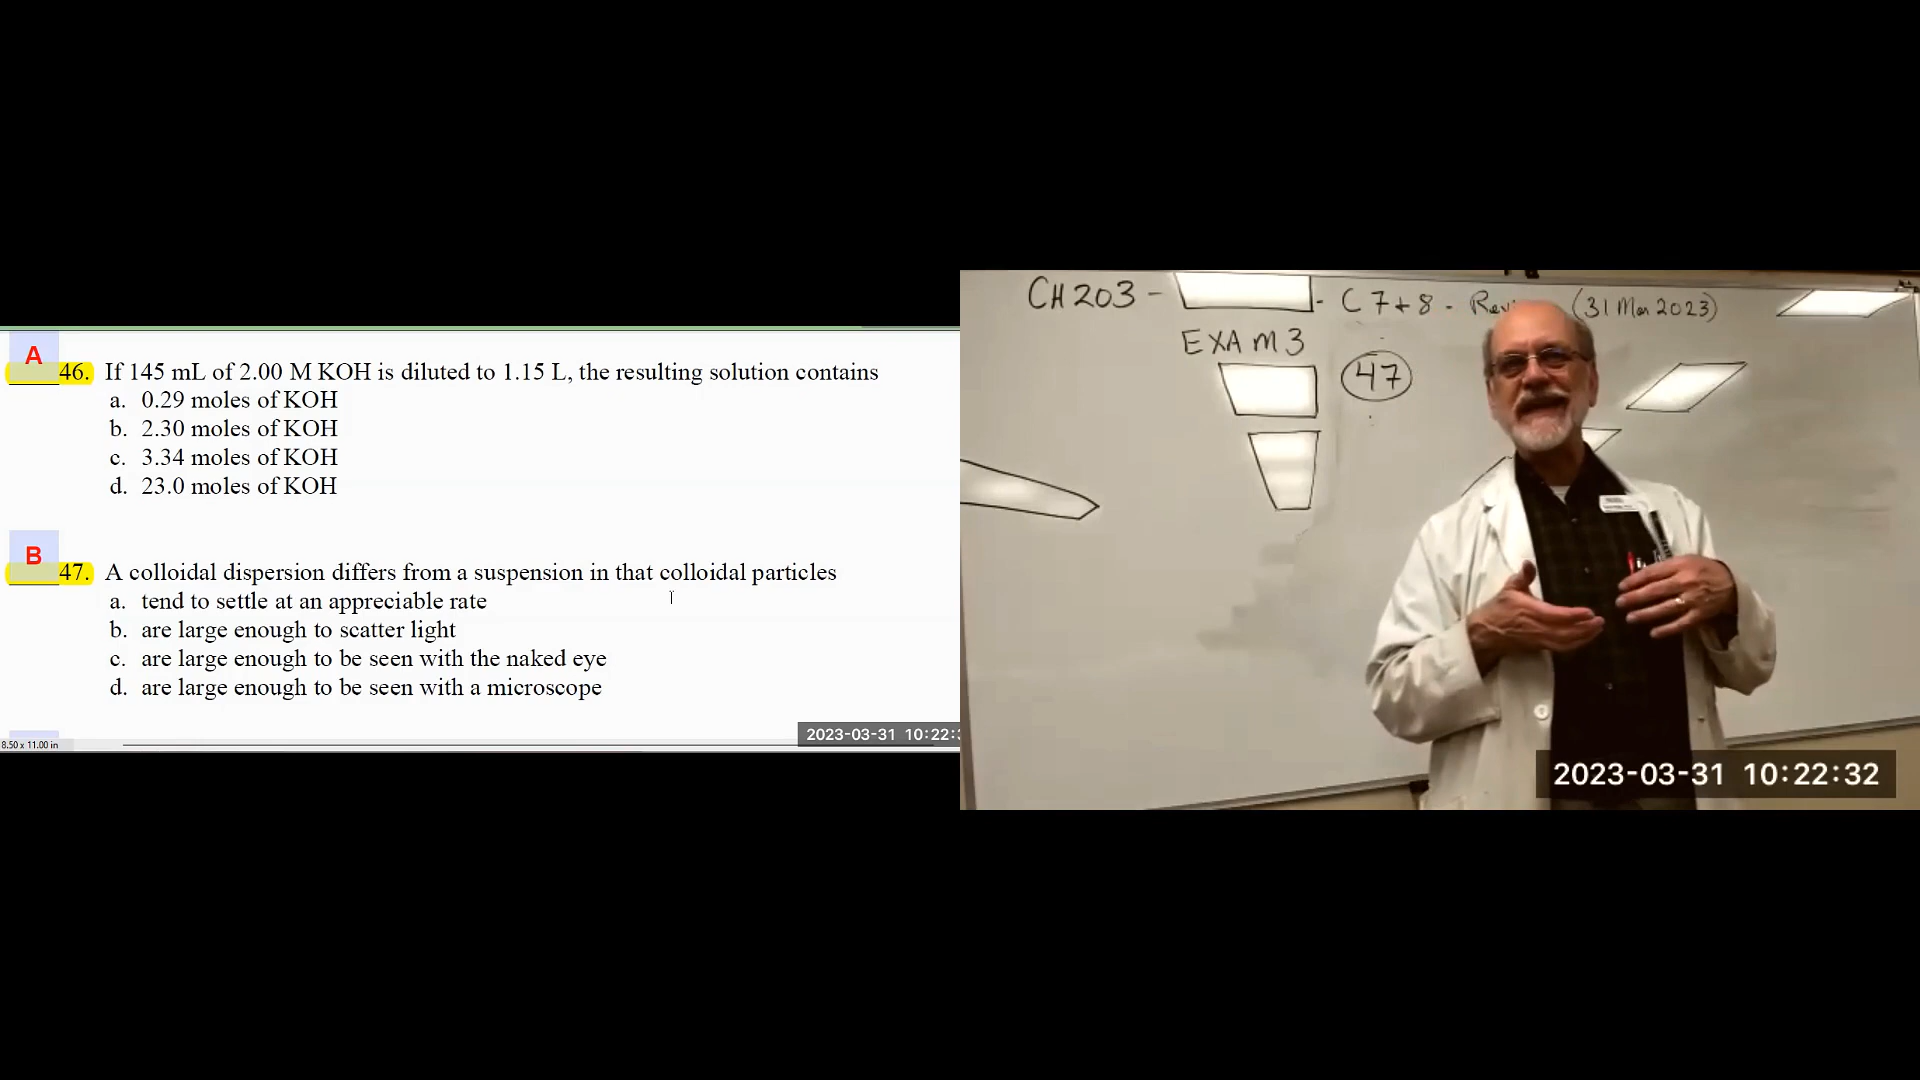 A
46. If 145 mL of 2.00 M KOH is diluted to 1.15 L, the resulting solution contains
a. 0.29 moles of KOH
b. 2.30 moles of KOH
c. 3.34 moles of KOH
d. 23.0 moles of KOH
B
47. A colloidal dispersion differs from a suspension in that colloidal particles
a. tend to settle at an appreciable rate
b. are large enough to scatter light
c. are large enough to be seen with the naked eye
d. are large enough to be seen with a microscope
8.50 x 11.00 in
2023-03-31 10:22:3
CH203 - - C 7+8 - Rev (31 Mar 2023)
EXAM 3
47
2023-03-31 10:22:32